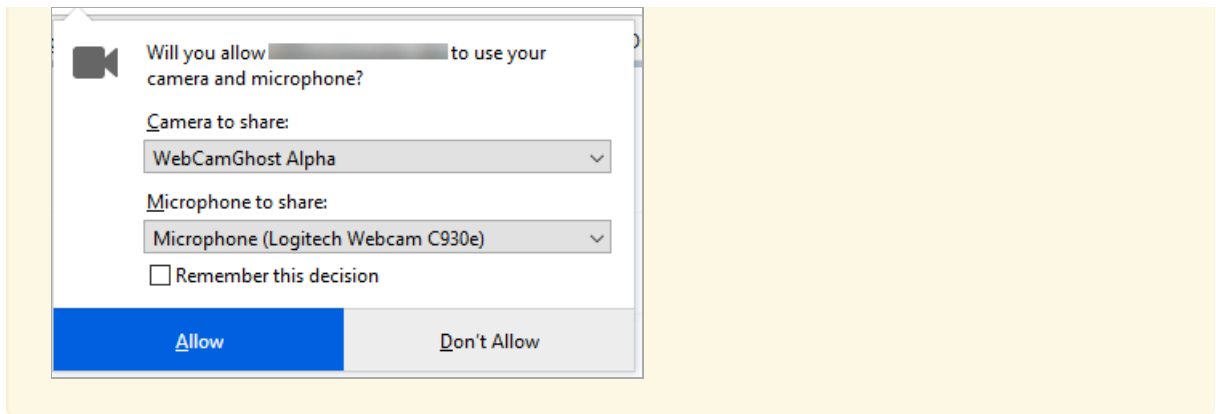 Will you allow to use your
camera and microphone?
Camera to share:
WebCamGhost Alpha
Microphone to share:
Microphone (Logitech Webcam C930e)
Remember this decision
Allow
Don't Allow